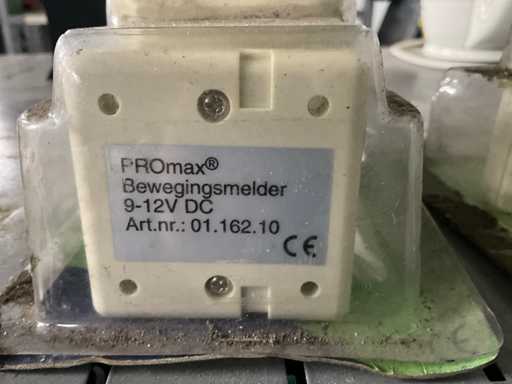 PROmax®
Bewegingsmelder
9-12V DC
Art.nr.: 01.162.10
CE